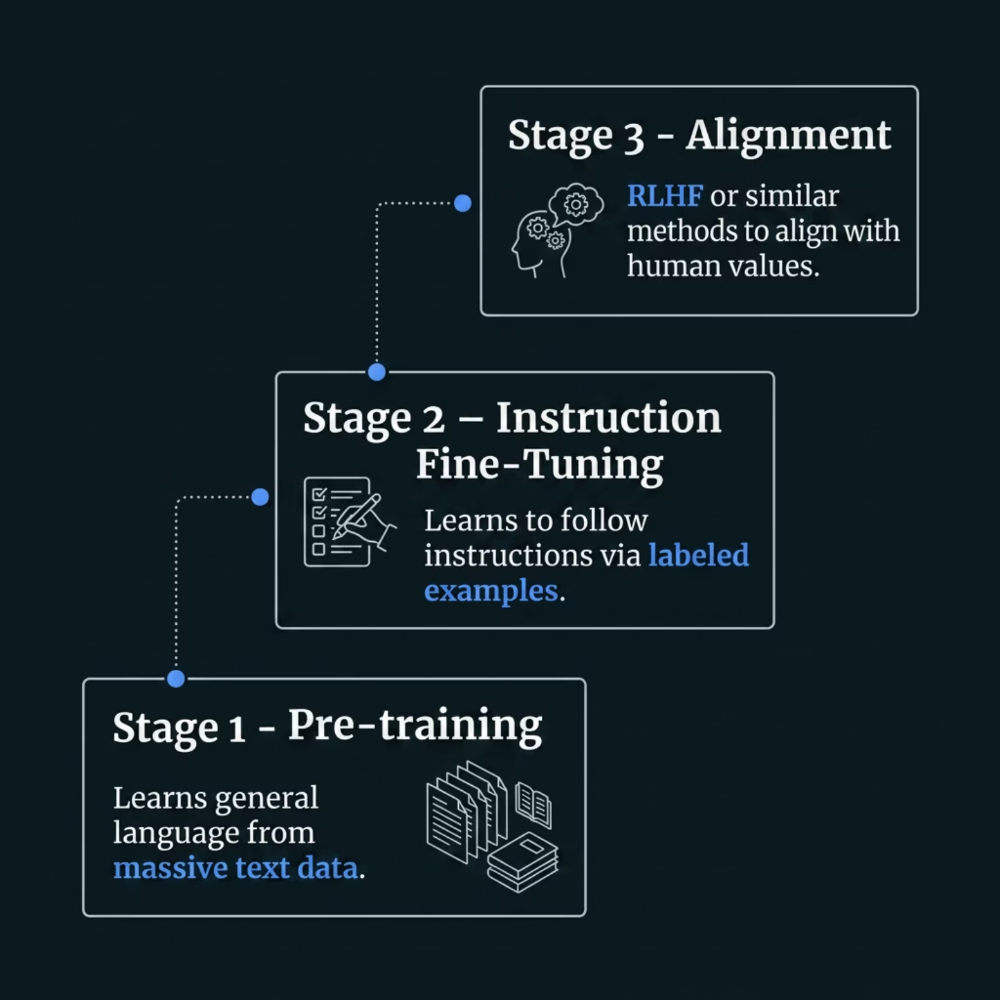 Stage 3 - Alignment
RLHF or similar
methods to align with
human values.
Stage 2 – Instruction
Fine-Tuning
Learns to follow
instructions via labeled
examples.
Stage 1 - Pre-training
Learns general
language from
massive text data.